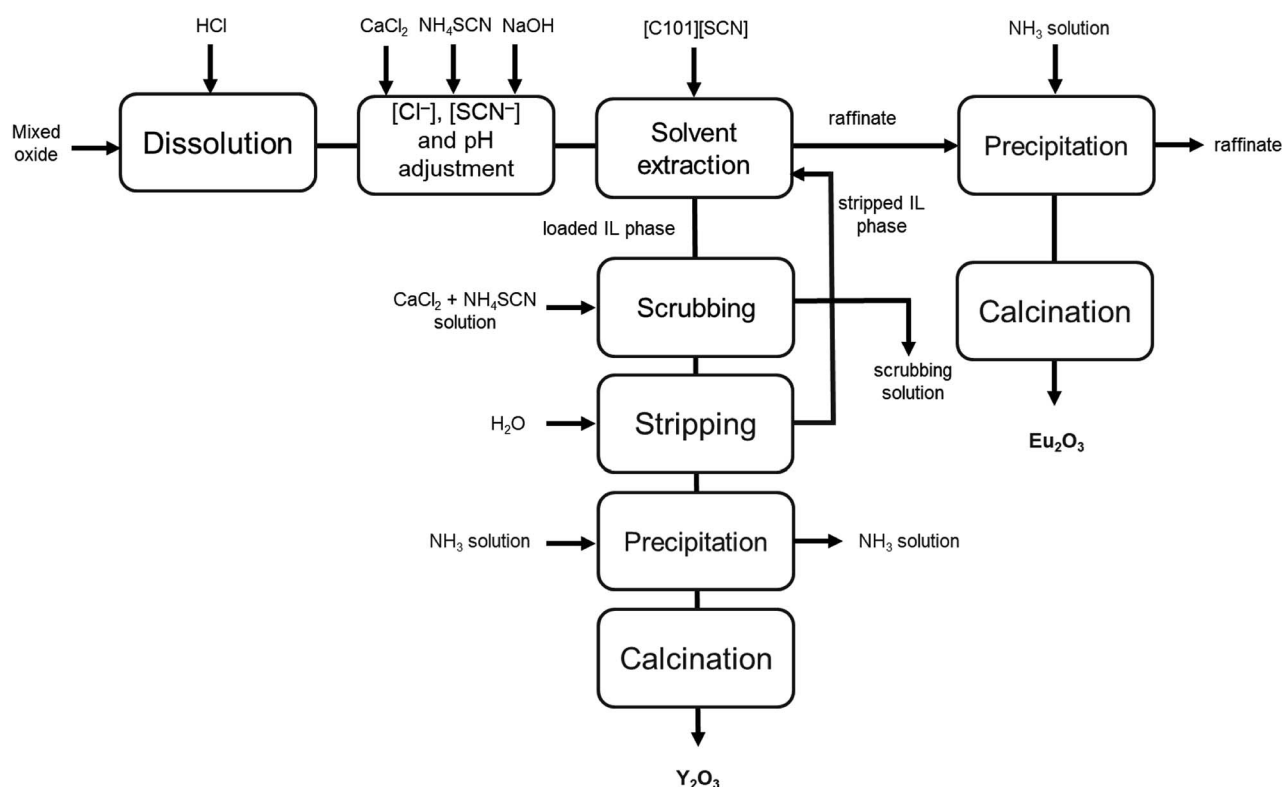 HCl
CaCl₂
NH₄SCN
NaOH
[C101][SCN]
NH₃ solution
Mixed
oxide
Dissolution
[Cl⁻], [SCN⁻]
and pH
adjustment
Solvent
extraction
raffinate
Precipitation
raffinate
loaded IL phase
stripped IL
phase
CaCl₂ + NH₄SCN
solution
Scrubbing
scrubbing
solution
Calcination
Eu₂O₃
H₂O
Stripping
NH₃ solution
Precipitation
NH₃ solution
Calcination
Y₂O₃